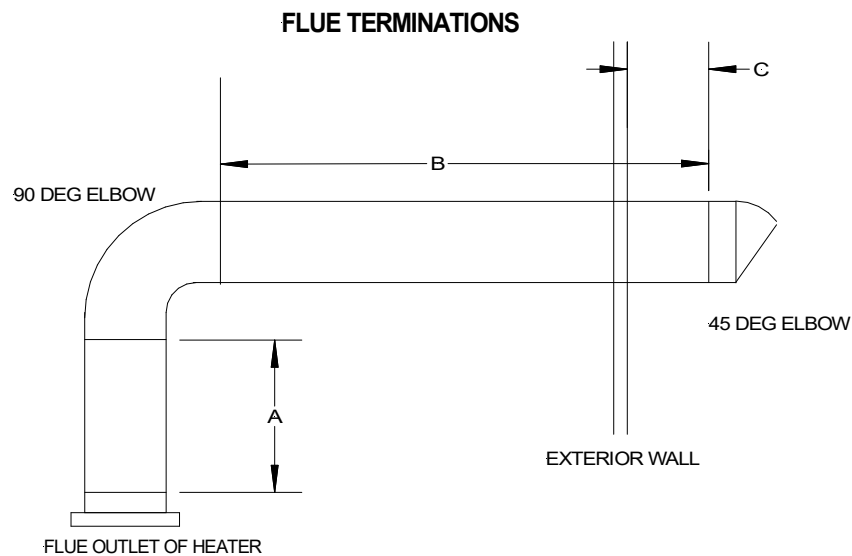 FLUE TERMINATIONS
C
B
90 DEG ELBOW
45 DEG ELBOW
A
EXTERIOR WALL
FLUE OUTLET OF HEATER